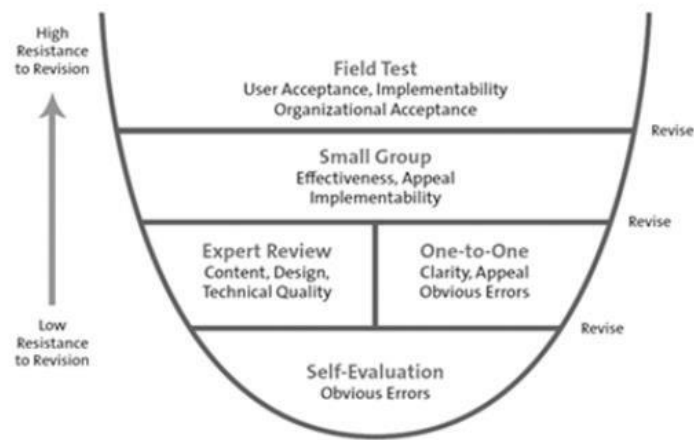 High
Resistance
to Revision
Field Test
User Acceptance, Implementability
Organizational Acceptance
Revise
Small Group
Effectiveness, Appeal
Implementability
Revise
Expert Review
Content, Design,
Technical Quality
One-to-One
Clarity, Appeal
Obvious Errors
Revise
Low
Resistance
to Revision
Self-Evaluation
Obvious Errors